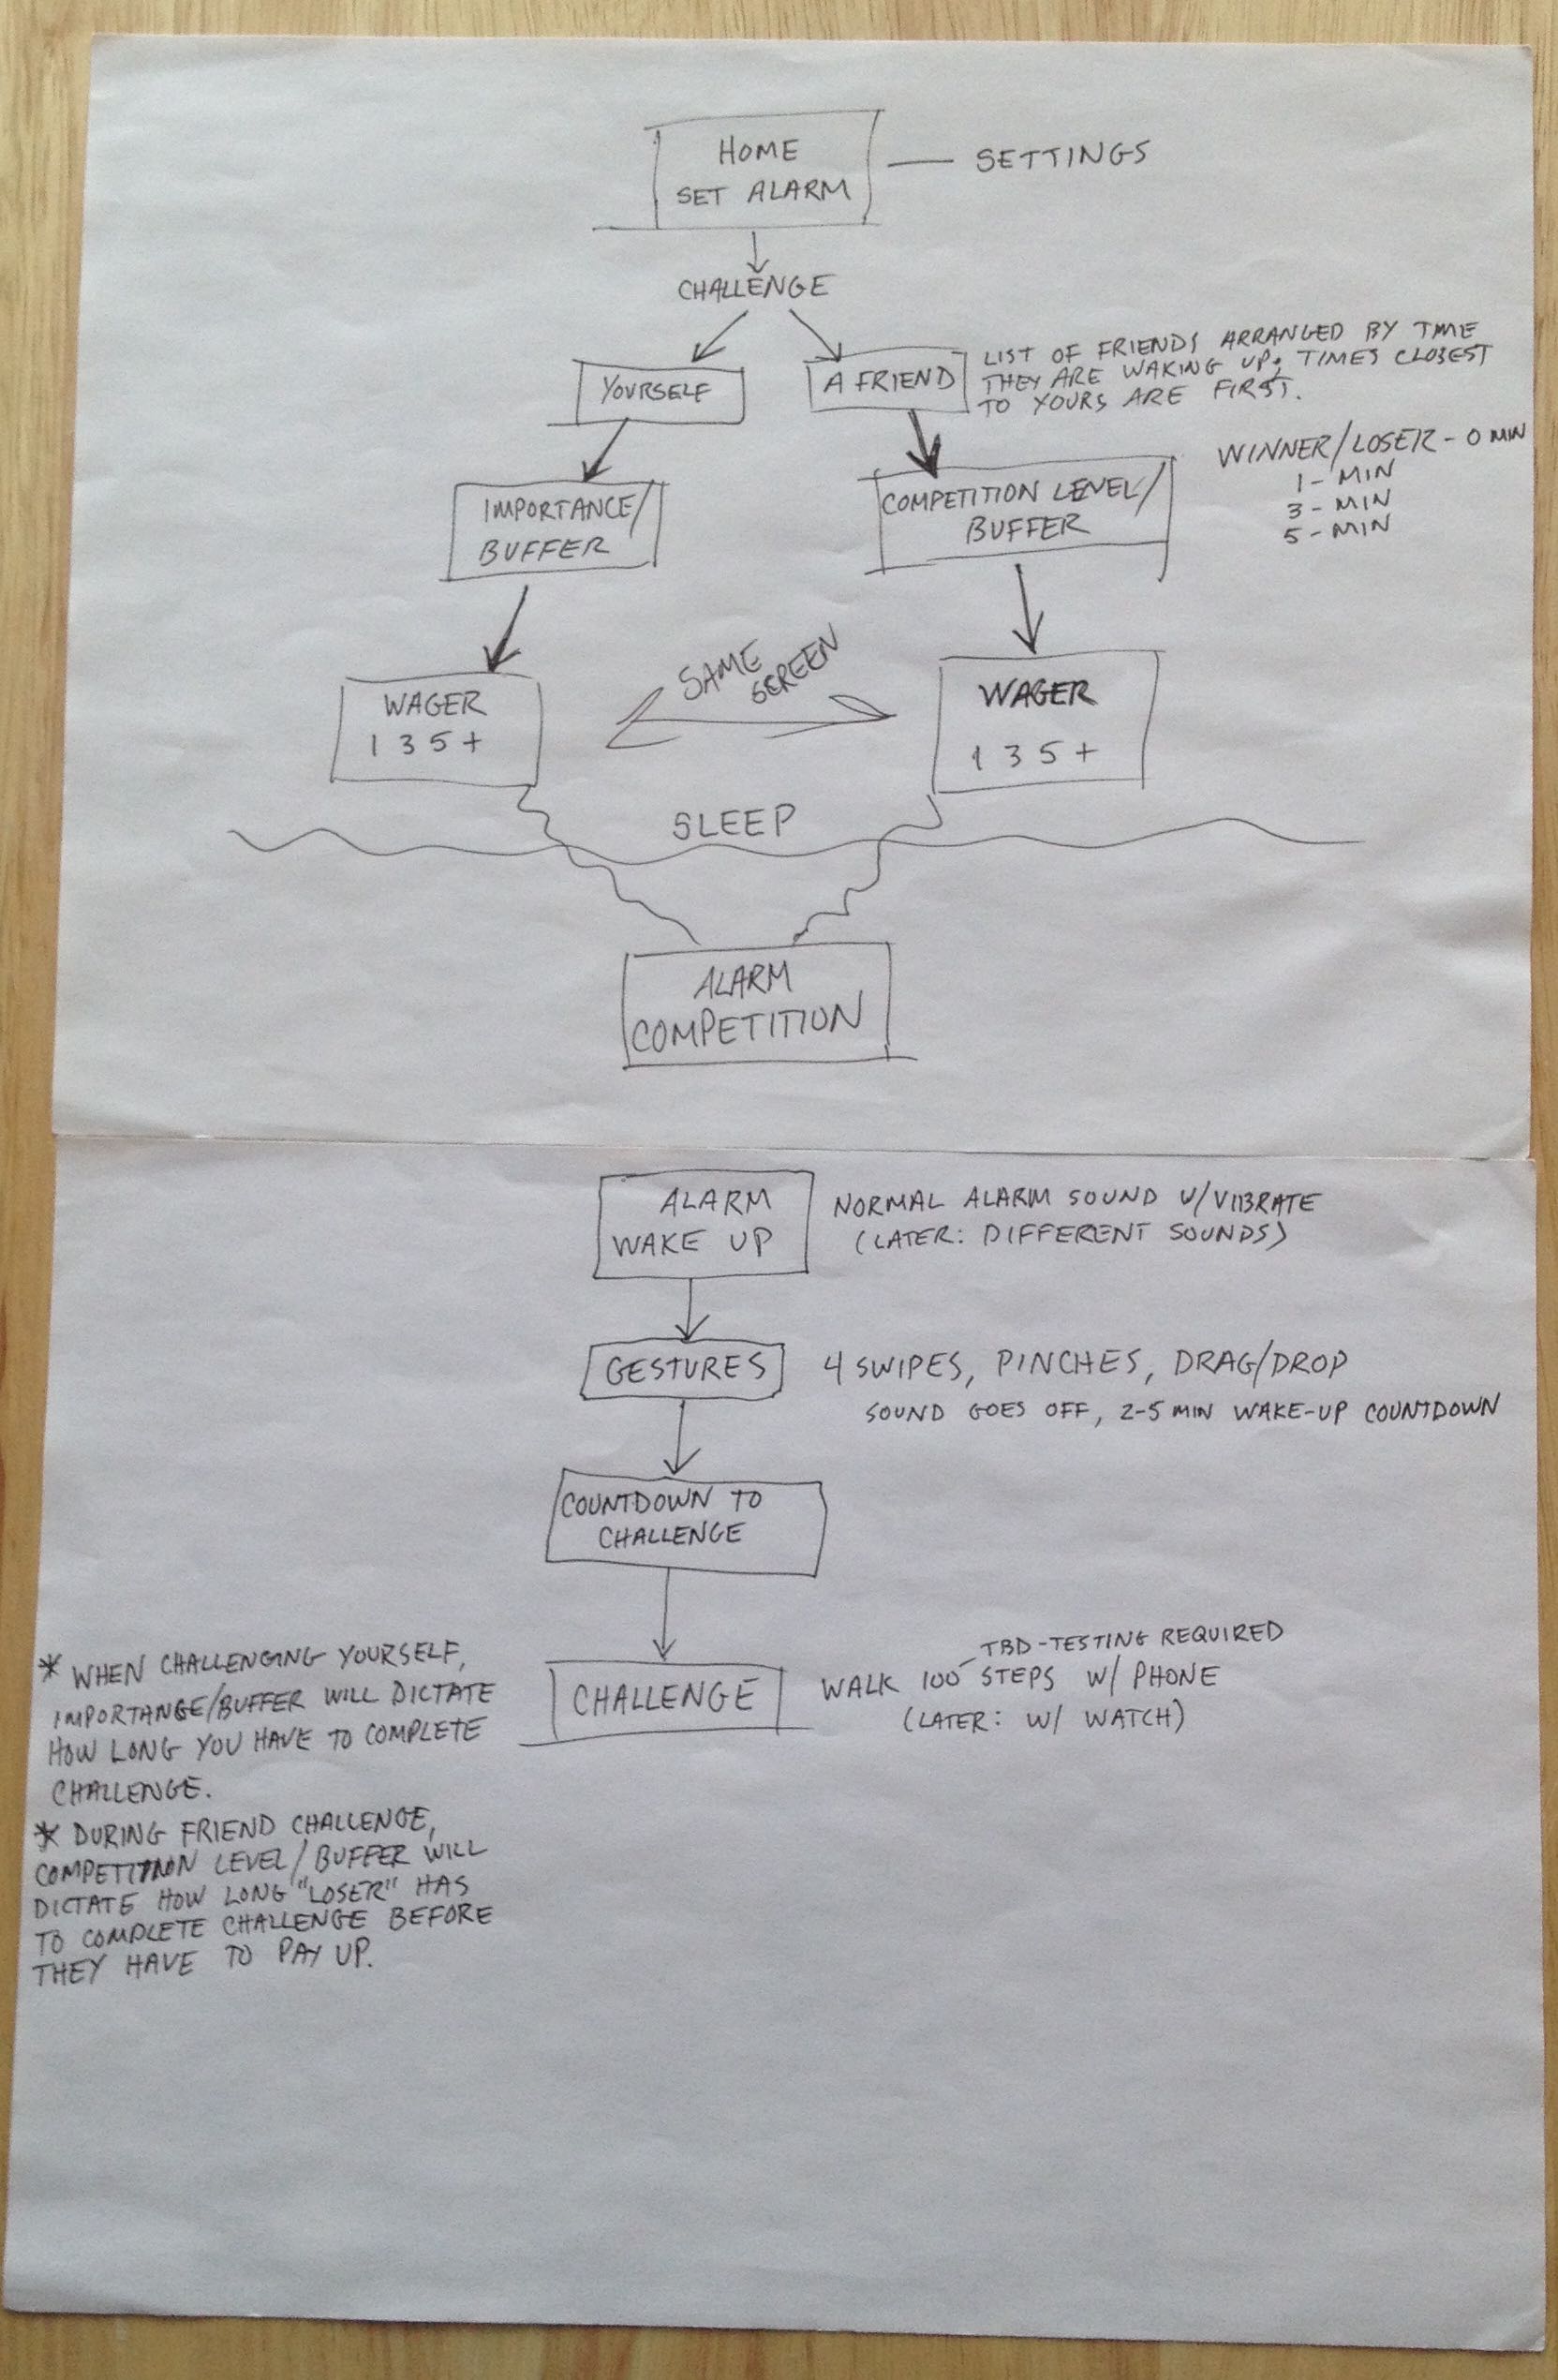 HOME
SET ALARM
SETTINGS
CHALLENGE
YOURSELF
A FRIEND
LIST OF FRIENDS ARRANGED BY TIME
THEY ARE WAKING UP; TIMES CLOSEST
TO YOURS ARE FIRST.
IMPORTANCE/
BUFFER
COMPETITION LEVEL/
BUFFER
WINNER/LOSER - 0 MIN
1 - MIN
3 - MIN
5 - MIN
WAGER
1 3 5 +
SAME
SCREEN
WAGER
1 3 5 +
SLEEP
ALARM
COMPETITION
ALARM
WAKE UP
NORMAL ALARM SOUND W/VIBRATE
(LATER: DIFFERENT SOUNDS)
GESTURES
4 SWIPES, PINCHES, DRAG/DROP
SOUND GOES OFF, 2-5 MIN WAKE-UP COUNTDOWN
COUNTDOWN TO
CHALLENGE
CHALLENGE
TBD - TESTING REQUIRED
WALK 100 STEPS W/ PHONE
(LATER: W/ WATCH)
* WHEN CHALLENGING YOURSELF,
IMPORTANCE/BUFFER WILL DICTATE
HOW LONG YOU HAVE TO COMPLETE
CHALLENGE.
* DURING FRIEND CHALLENGE,
COMPETITION LEVEL/BUFFER WILL
DICTATE HOW LONG "LOSER" HAS
TO COMPLETE CHALLENGE BEFORE
THEY HAVE TO PAY UP.